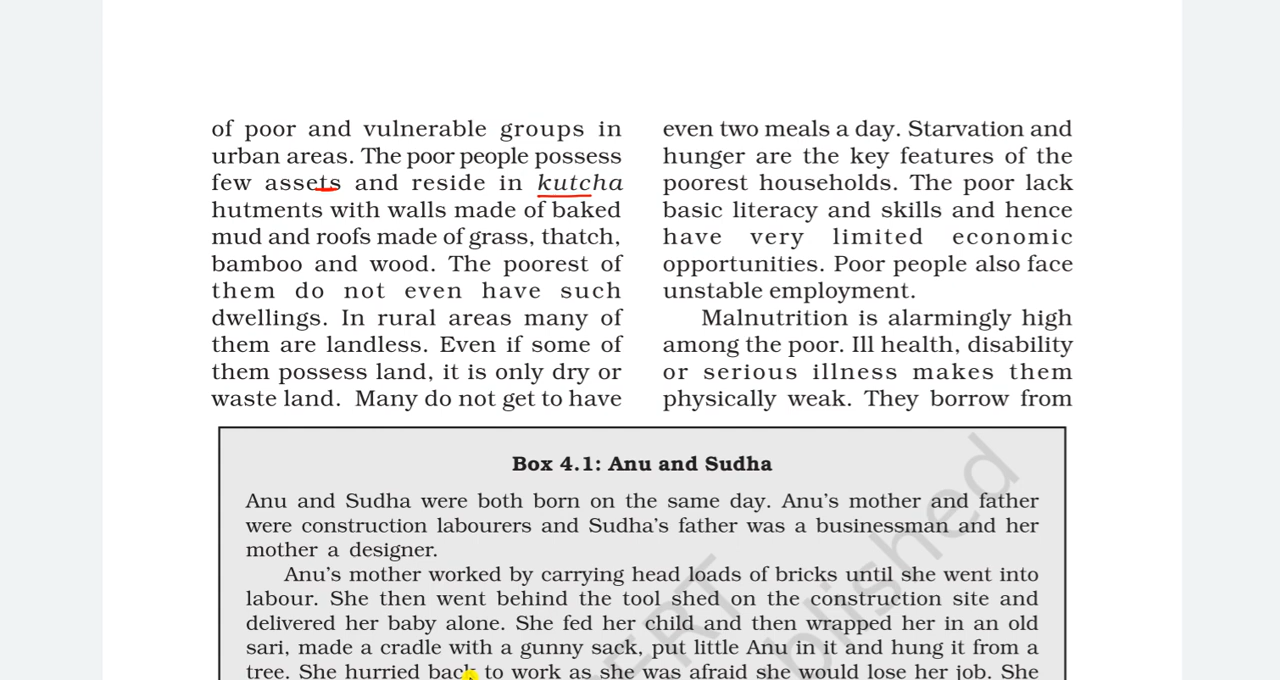 of poor and vulnerable groups in
urban areas. The poor people possess
few assets and reside in kutcha
hutments with walls made of baked
mud and roofs made of grass, thatch,
bamboo and wood. The poorest of
them do not even have such
dwellings. In rural areas many of
them are landless. Even if some of
them possess land, it is only dry or
waste land. Many do not get to have
even two meals a day. Starvation and
hunger are the key features of the
poorest households. The poor lack
basic literacy and skills and hence
have very limited economic
opportunities. Poor people also face
unstable employment.
Malnutrition is alarmingly high
among the poor. Ill health, disability
or serious illness makes them
physically weak. They borrow from
Box 4.1: Anu and Sudha
Anu and Sudha were both born on the same day. Anu's mother and father
were construction labourers and Sudha's father was a businessman and her
mother a designer.
Anu's mother worked by carrying head loads of bricks until she went into
labour. She then went behind the tool shed on the construction site and
delivered her baby alone. She fed her child and then wrapped her in an old
sari, made a cradle with a gunny sack, put little Anu in it and hung it from a
tree. She hurried back to work as she was afraid she would lose her job. She